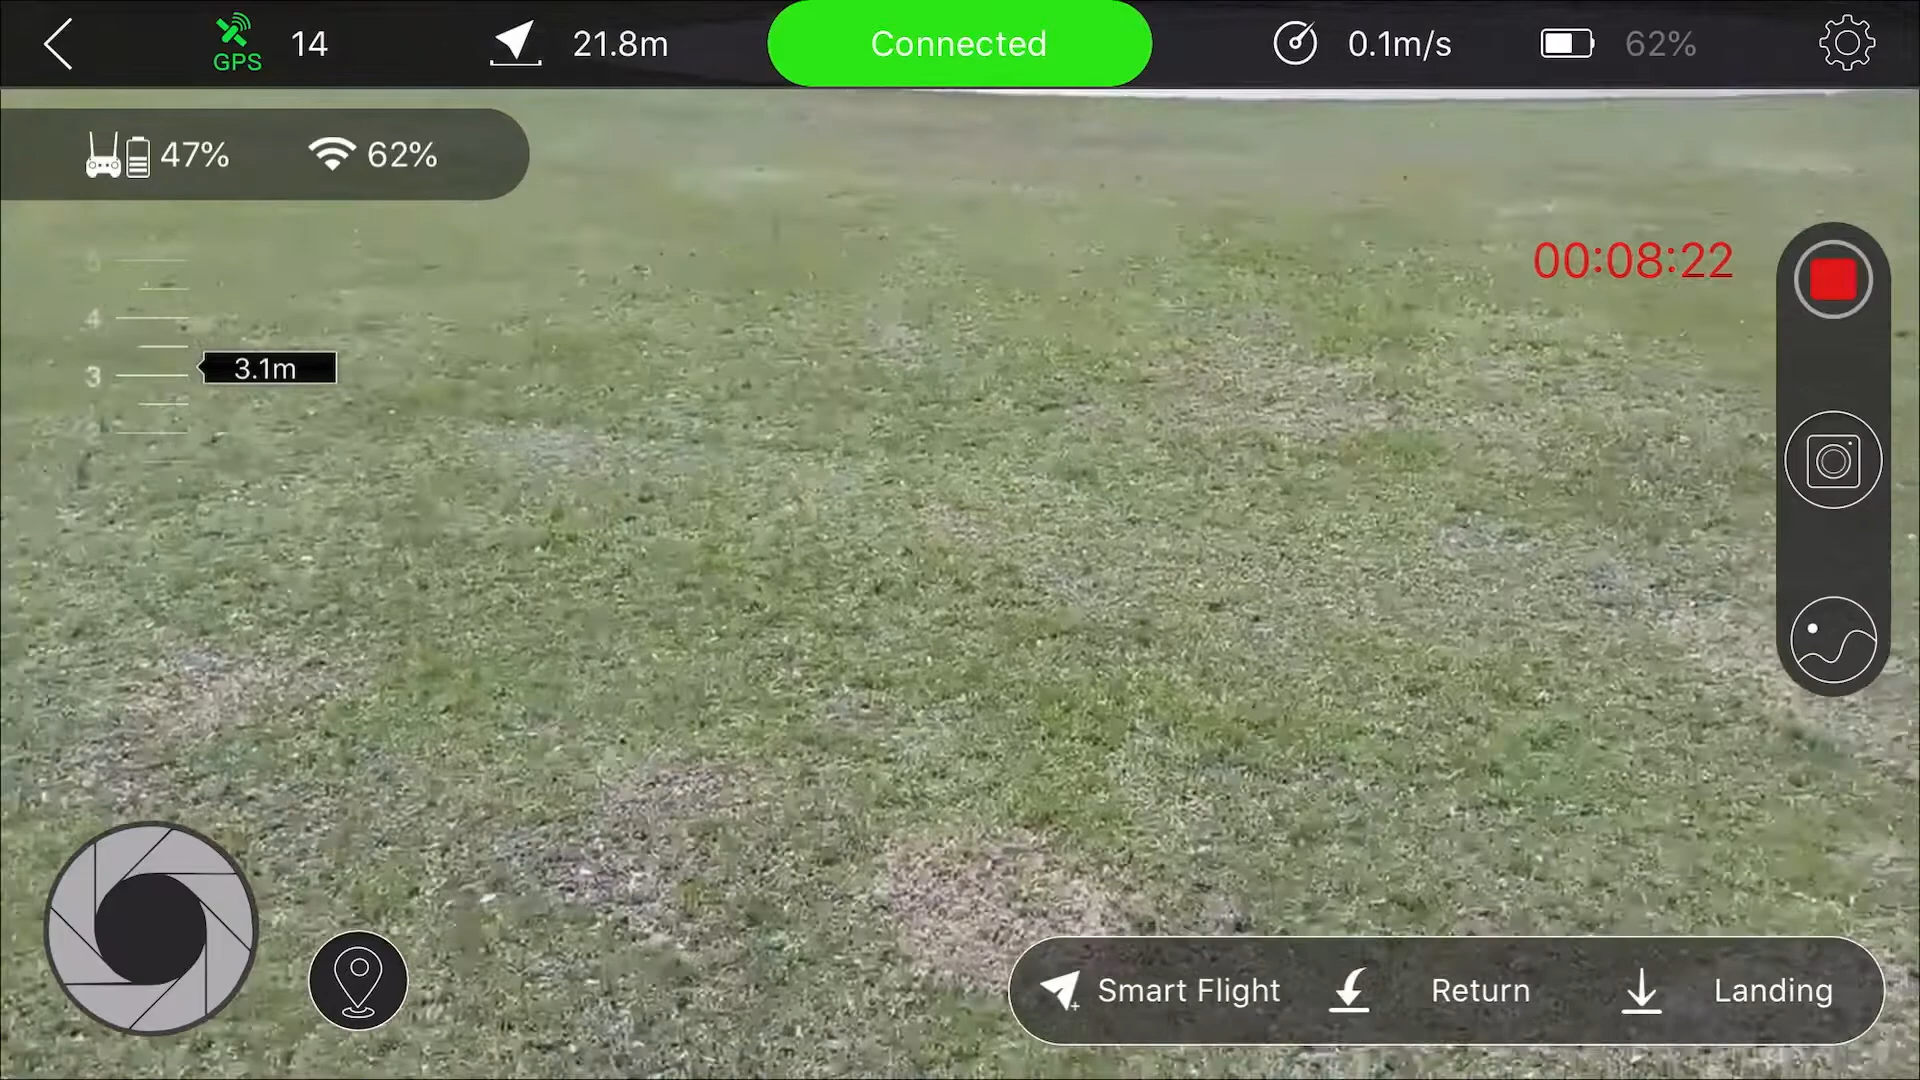 GPS 14 21.8m Connected 0.1m/s 62%
47% 62%
00:08:22
5
4
3.1m
3
Smart Flight Return Landing